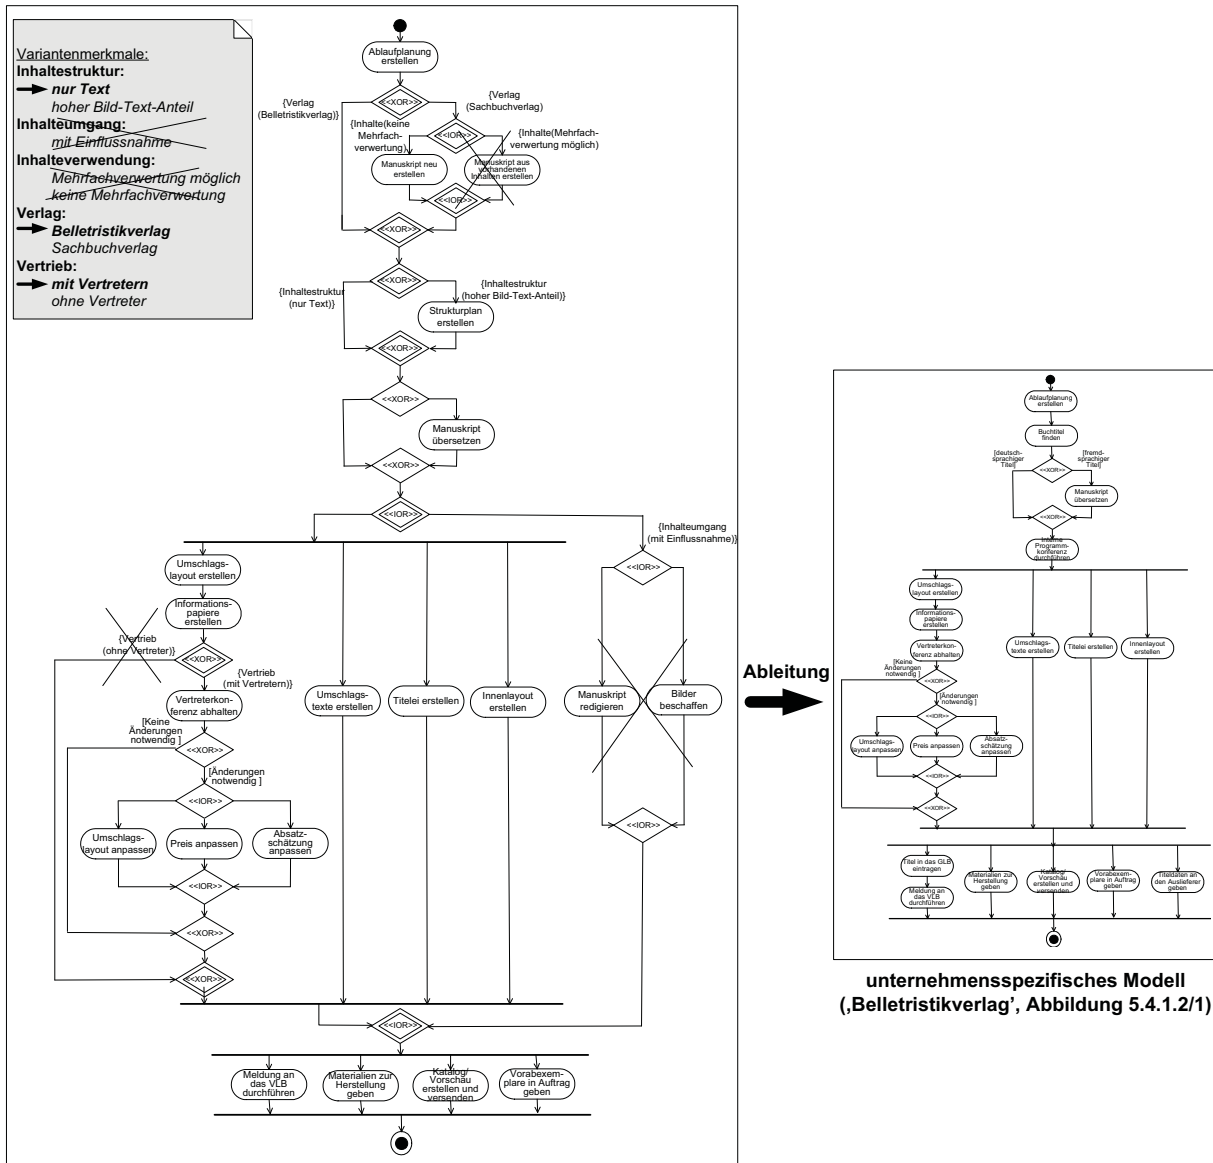 Variantenmerkmale:
Inhaltestruktur:
nur Text
hoher Bild-Text-Anteil
Inhalteumgang:
mit Einflussnahme
Inhalteverwendung:
Mehrfachverwertung möglich
keine Mehrfachverwertung
Verlag:
Belletristikverlag
Sachbuchverlag
Vertrieb:
mit Vertretern
ohne Vertreter
Ablaufplanung
erstellen
<<XOR>>
{Verlag
(Belletristikverlag)}
{Verlag
(Sachbuchverlag)
{Inhalte(keine
Mehrfach-
verwertung)
<<IOR>>
{Inhalte(Mehrfach-
verwertung möglich)
Manuskript neu
erstellen
Manuskript aus
vorhandenen
Inhalten erstellen
<<IOR>>
<<XOR>>
<<XOR>>
{Inhaltestruktur
(nur Text)}
{Inhaltestruktur
(hoher Bild-Text-Anteil)}
Strukturplan
erstellen
<<XOR>>
<<XOR>>
Manuskript
übersetzen
<<XOR>>
<<IOR>>
{Inhalteumgang
(mit Einflussnahme)}
<<IOR>>
Umschlags-
layout erstellen
Informations-
papiere
erstellen
{Vertrieb
(ohne Vertreter)}
<<XOR>>
{Vertrieb
(mit Vertretern)}
Vertreterkon-
ferenz abhalten
Umschlags-
texte erstellen
Titelei erstellen
Innenlayout
erstellen
Manuskript
redigieren
Bilder
beschaffen
[Keine
Änderungen
notwendig ]
<<XOR>>
[Änderungen
notwendig ]
<<IOR>>
Umschlags-
layout anpassen
Preis anpassen
Absatz-
schätzung
anpassen
<<IOR>>
<<IOR>>
<<XOR>>
<<XOR>>
<<IOR>>
Meldung an
das VLB
durchführen
Materialien zur
Herstellung
geben
Katalog/
Vorschau
erstellen und
versenden
Vorabexem-
plare in Auftrag
geben
Ableitung
Ablaufplanung
erstellen
Buchtitel
finden
[deutsch-
sprachiger
Titel]
<<XOR>>
[fremd-
sprachiger
Titel]
Manuskript
übersetzen
<<XOR>>
Interne
Programm-
konferenz
durchführen
Umschlags-
layout erstellen
Informations-
papiere
erstellen
Vertreterkon-
ferenz abhalten
Umschlags-
texte erstellen
Titelei erstellen
Innenlayout
erstellen
[Keine
Änderungen
notwendig ]
<<XOR>>
[Änderungen
notwendig ]
<<IOR>>
Umschlags-
layout anpassen
Preis anpassen
Absatz-
schätzung
anpassen
<<IOR>>
<<XOR>>
Titel in das GLB
eintragen
Meldung an
das VLB
durchführen
Materialien zur
Herstellung
geben
Katalog/
Vorschau
erstellen und
versenden
Vorabexem-
plare in Auftrag
geben
Titeldaten an
den Auslieferer
geben
unternehmensspezifisches Modell
(‚Belletristikverlag’, Abbildung 5.4.1.2/1)